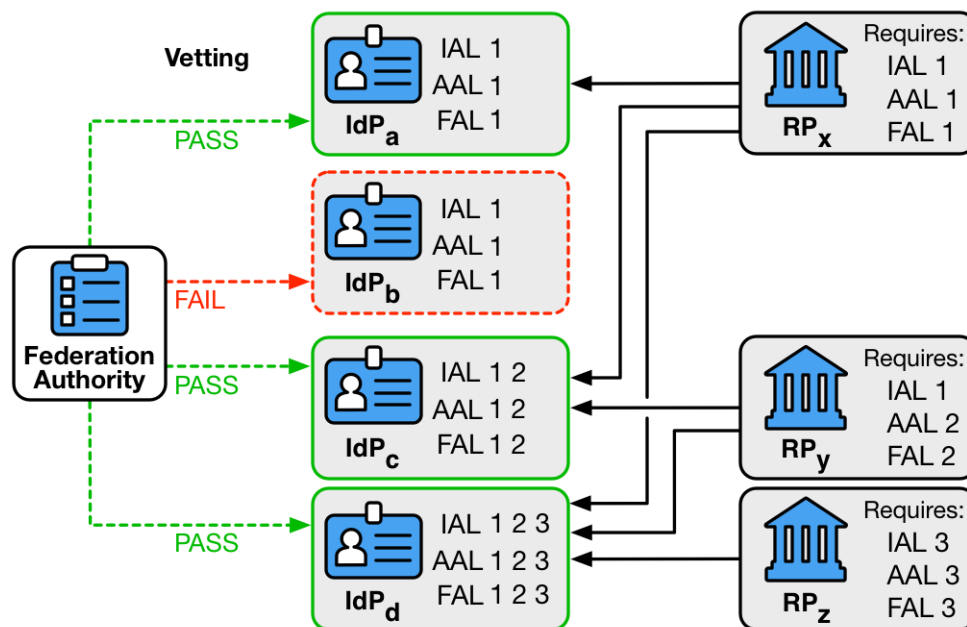 Vetting
PASS
IAL 1
AAL 1
FAL 1
IdPa
Requires:
IAL 1
AAL 1
FAL 1
RPx
FAIL
IAL 1
AAL 1
FAL 1
IdPb
Federation
Authority
PASS
IAL 1 2
AAL 1 2
FAL 1 2
IdPc
Requires:
IAL 1
AAL 2
FAL 2
RPy
PASS
IAL 1 2 3
AAL 1 2 3
FAL 1 2 3
IdPd
Requires:
IAL 3
AAL 3
FAL 3
RPz